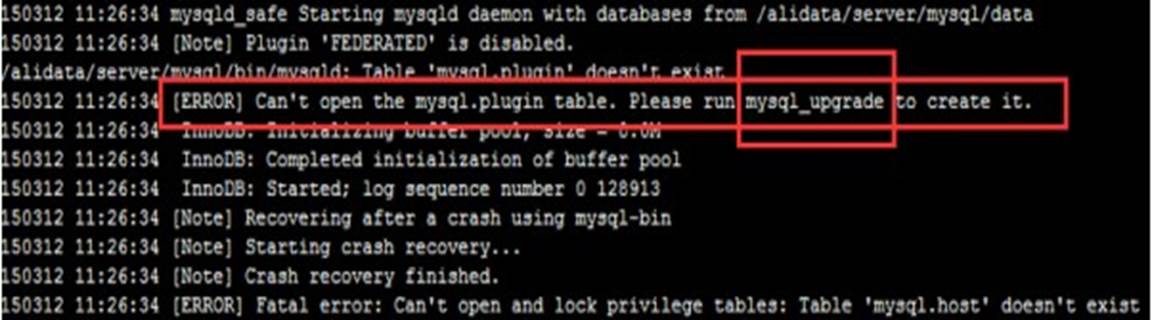 150312 11:26:34 mysqld_safe Starting mysqld daemon with databases from /alidata/server/mysql/data
150312 11:26:34 [Note] Plugin 'FEDERATED' is disabled.
/alidata/server/mysql/bin/mysqld: Table 'mysql.plugin' doesn't exist
150312 11:26:34 [ERROR] Can't open the mysql.plugin table. Please run mysql_upgrade to create it.
150312 11:26:34 InnoDB: Initializing buffer pool, size = 8.0M
150312 11:26:34 InnoDB: Completed initialization of buffer pool
150312 11:26:34 InnoDB: Started; log sequence number 0 128913
150312 11:26:34 [Note] Recovering after a crash using mysql-bin
150312 11:26:34 [Note] Starting crash recovery...
150312 11:26:34 [Note] Crash recovery finished.
150312 11:26:34 [ERROR] Fatal error: Can't open and lock privilege tables: Table 'mysql.host' doesn't exist